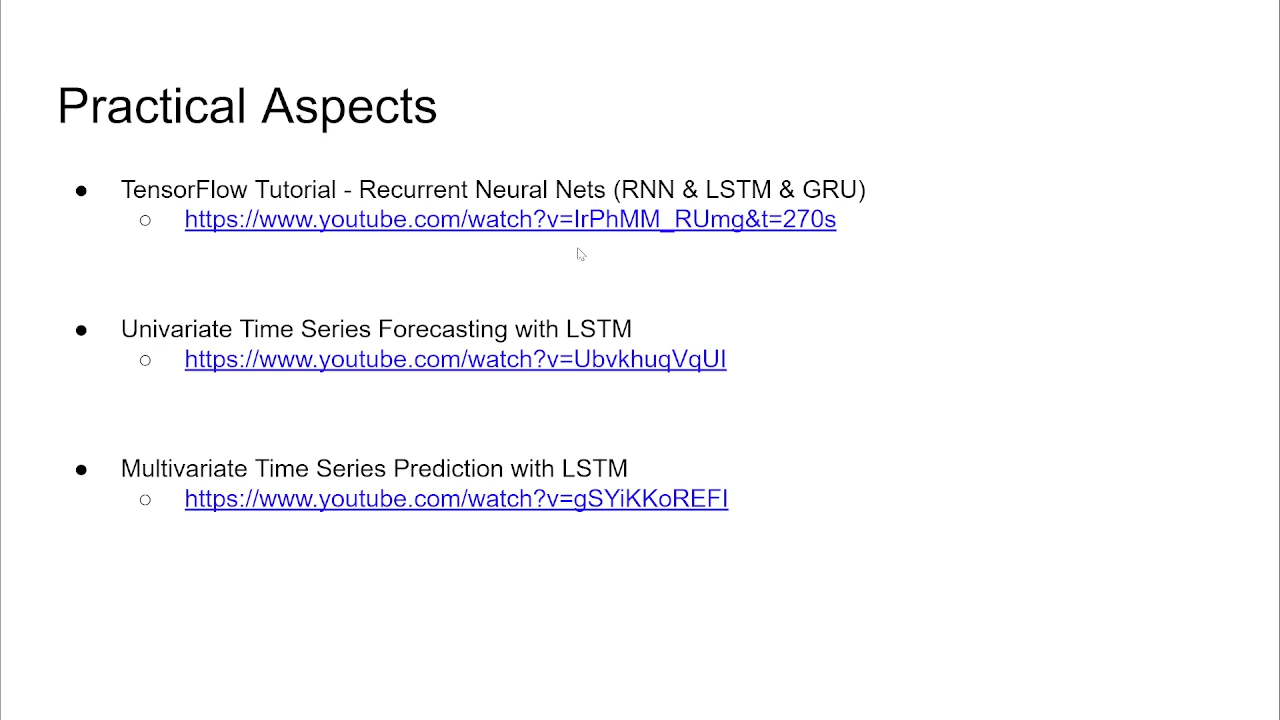 Practical Aspects
● TensorFlow Tutorial - Recurrent Neural Nets (RNN & LSTM & GRU)
○ https://www.youtube.com/watch?v=IrPhMM_RUmg&t=270s
● Univariate Time Series Forecasting with LSTM
○ https://www.youtube.com/watch?v=UbvkhuqVqUI
● Multivariate Time Series Prediction with LSTM
○ https://www.youtube.com/watch?v=gSYiKKoREFI